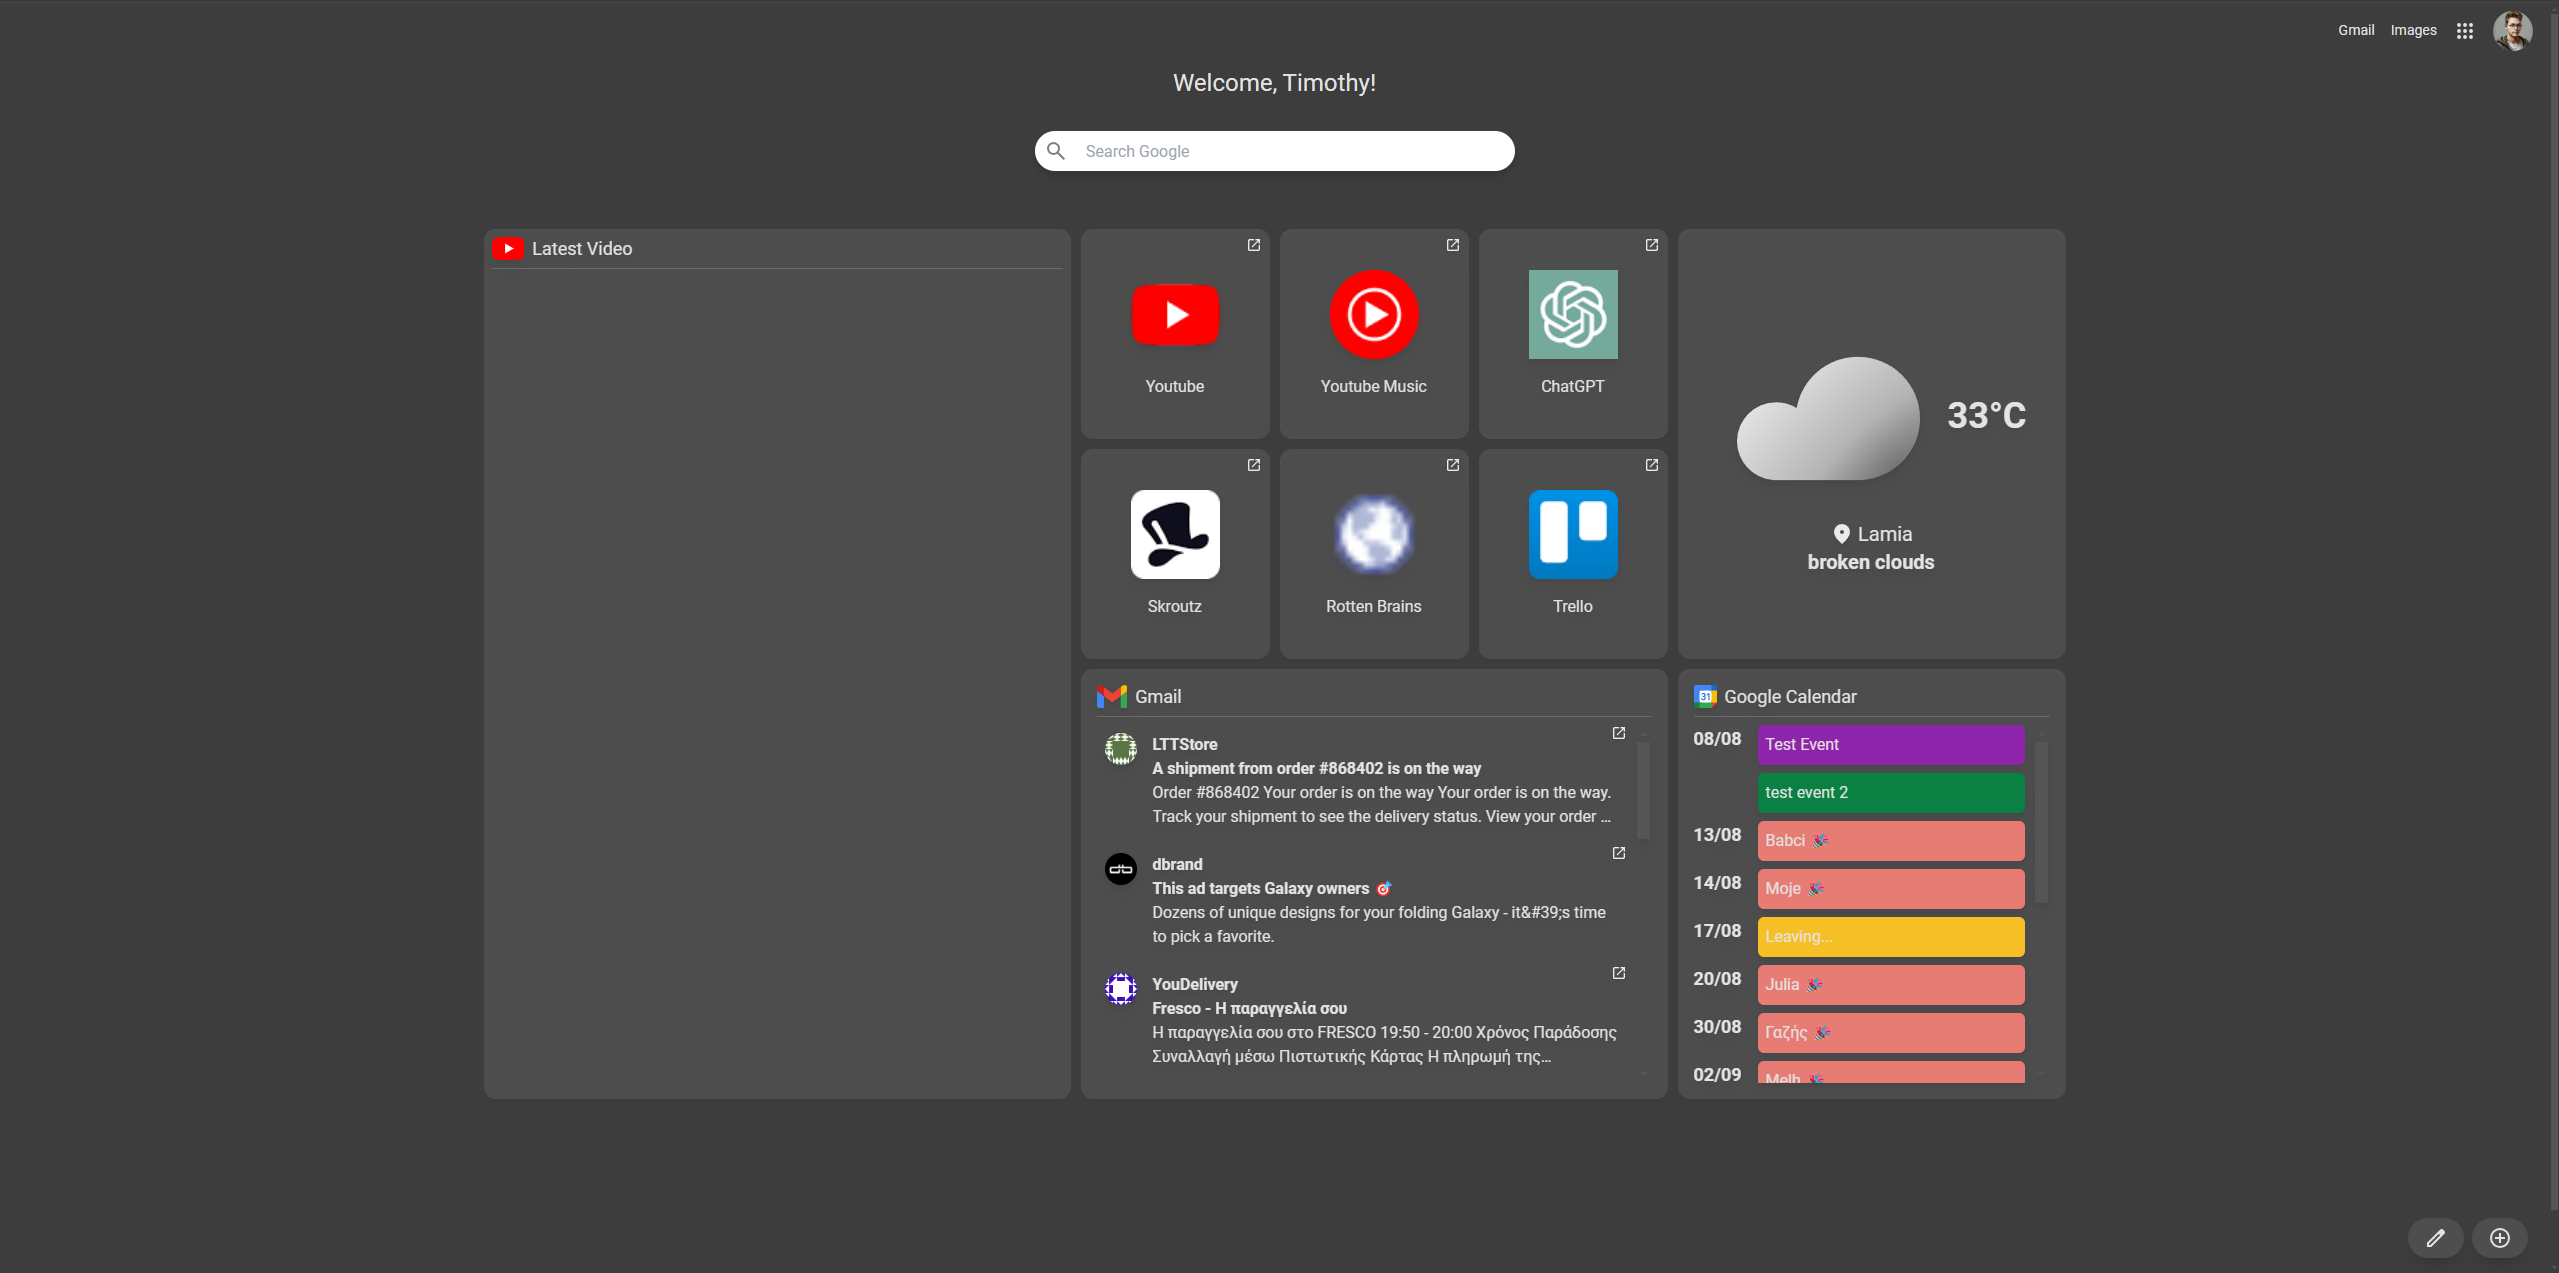 Gmail Images
Welcome, Timothy!
Search Google
Latest Video
Youtube
Youtube Music
ChatGPT
Skroutz
Rotten Brains
Trello
33°C
Lamia
broken clouds
Gmail
LTTStore
A shipment from order #868402 is on the way
Order #868402 Your order is on the way Your order is on the way.
Track your shipment to see the delivery status. View your order ...
dbrand
This ad targets Galaxy owners 🎯
Dozens of unique designs for your folding Galaxy - it&#39;s time
to pick a favorite.
YouDelivery
Fresco - Η παραγγελία σου
Η παραγγελία σου στο FRESCO 19:50 - 20:00 Χρόνος Παράδοσης
Συναλλαγή μέσω Πιστωτικής Κάρτας Η πληρωμή της...
31 Google Calendar
08/08 Test Event
test event 2
13/08 Babci 🎉
14/08 Moje 🎉
17/08 Leaving...
20/08 Julia 🎉
30/08 Γαζής 🎉
02/09 Melh 🎉